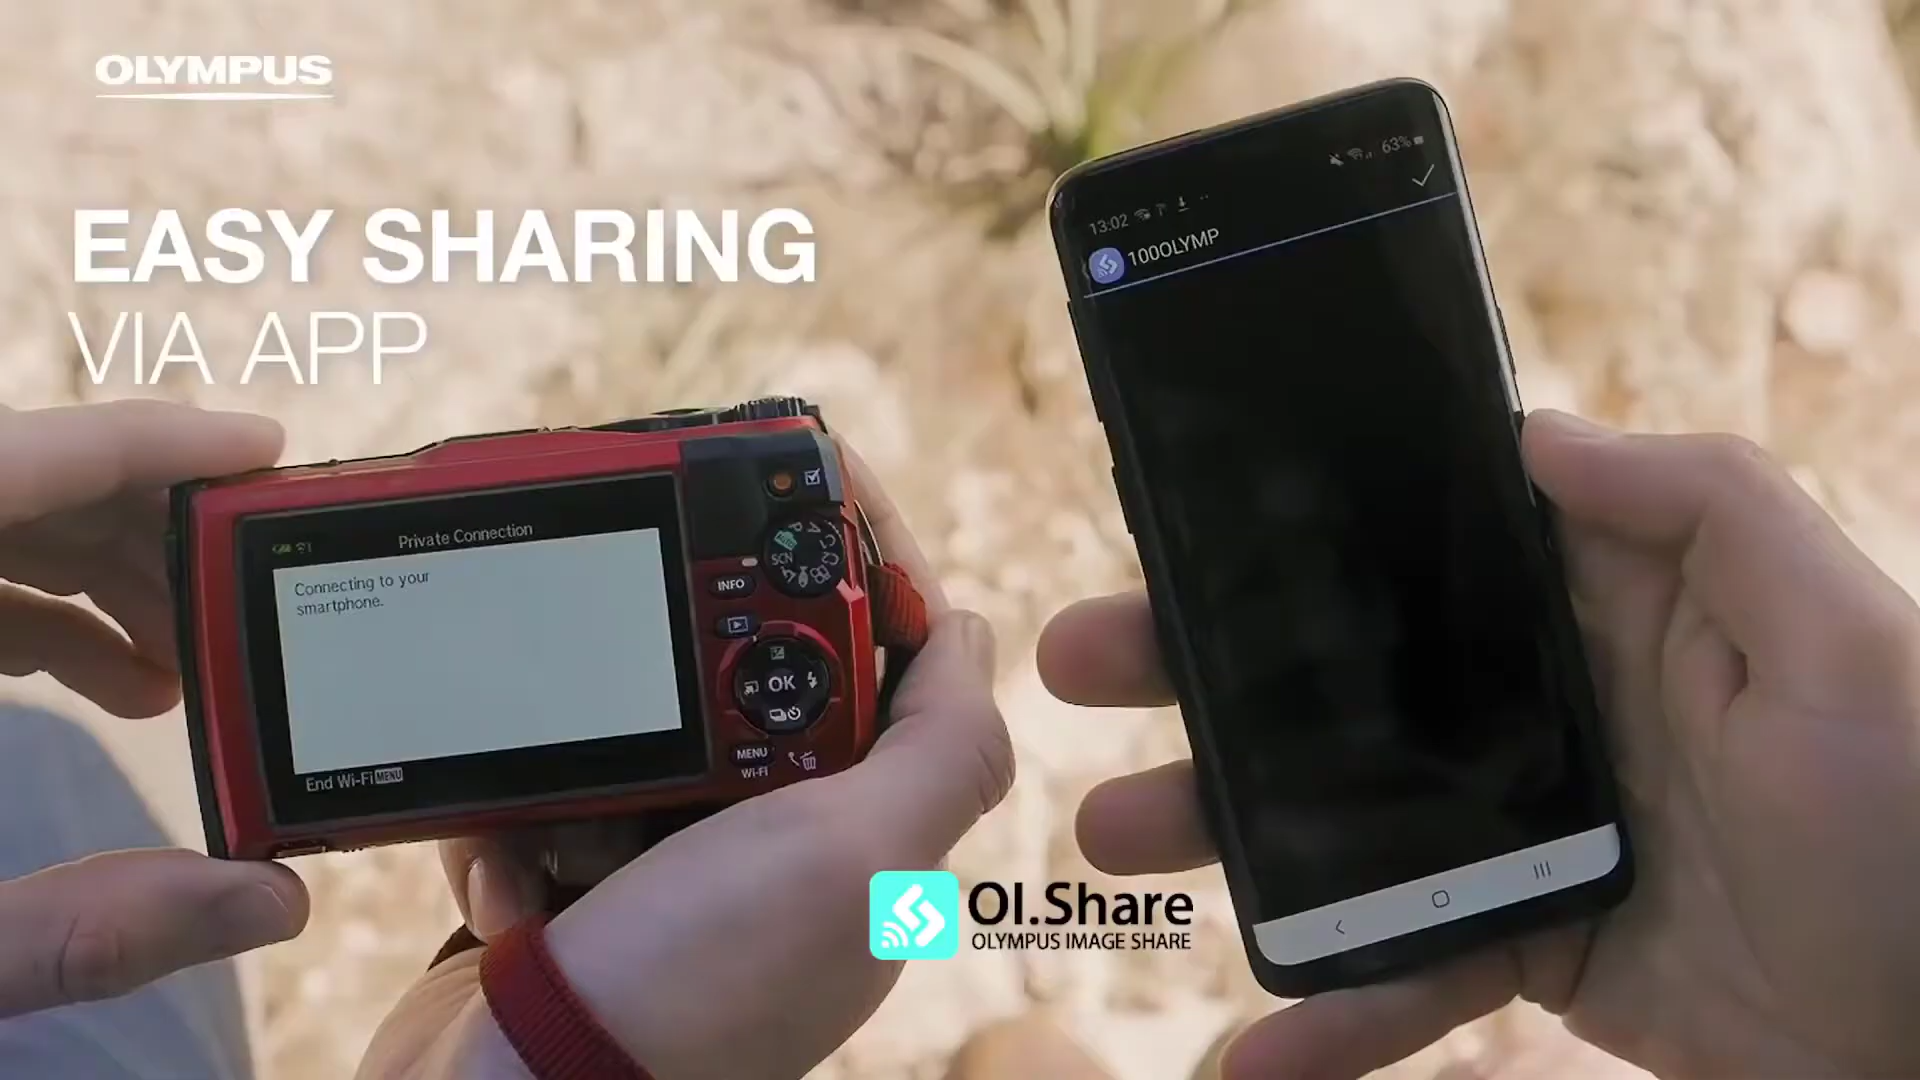 OLYMPUS
EASY SHARING
VIA APP
13:02
63%
100OLYMP
Private Connection
Connecting to your
smartphone.
End Wi-Fi MENU
INFO
SCN
OK
MENU
Wi-Fi
OI.Share
OLYMPUS IMAGE SHARE